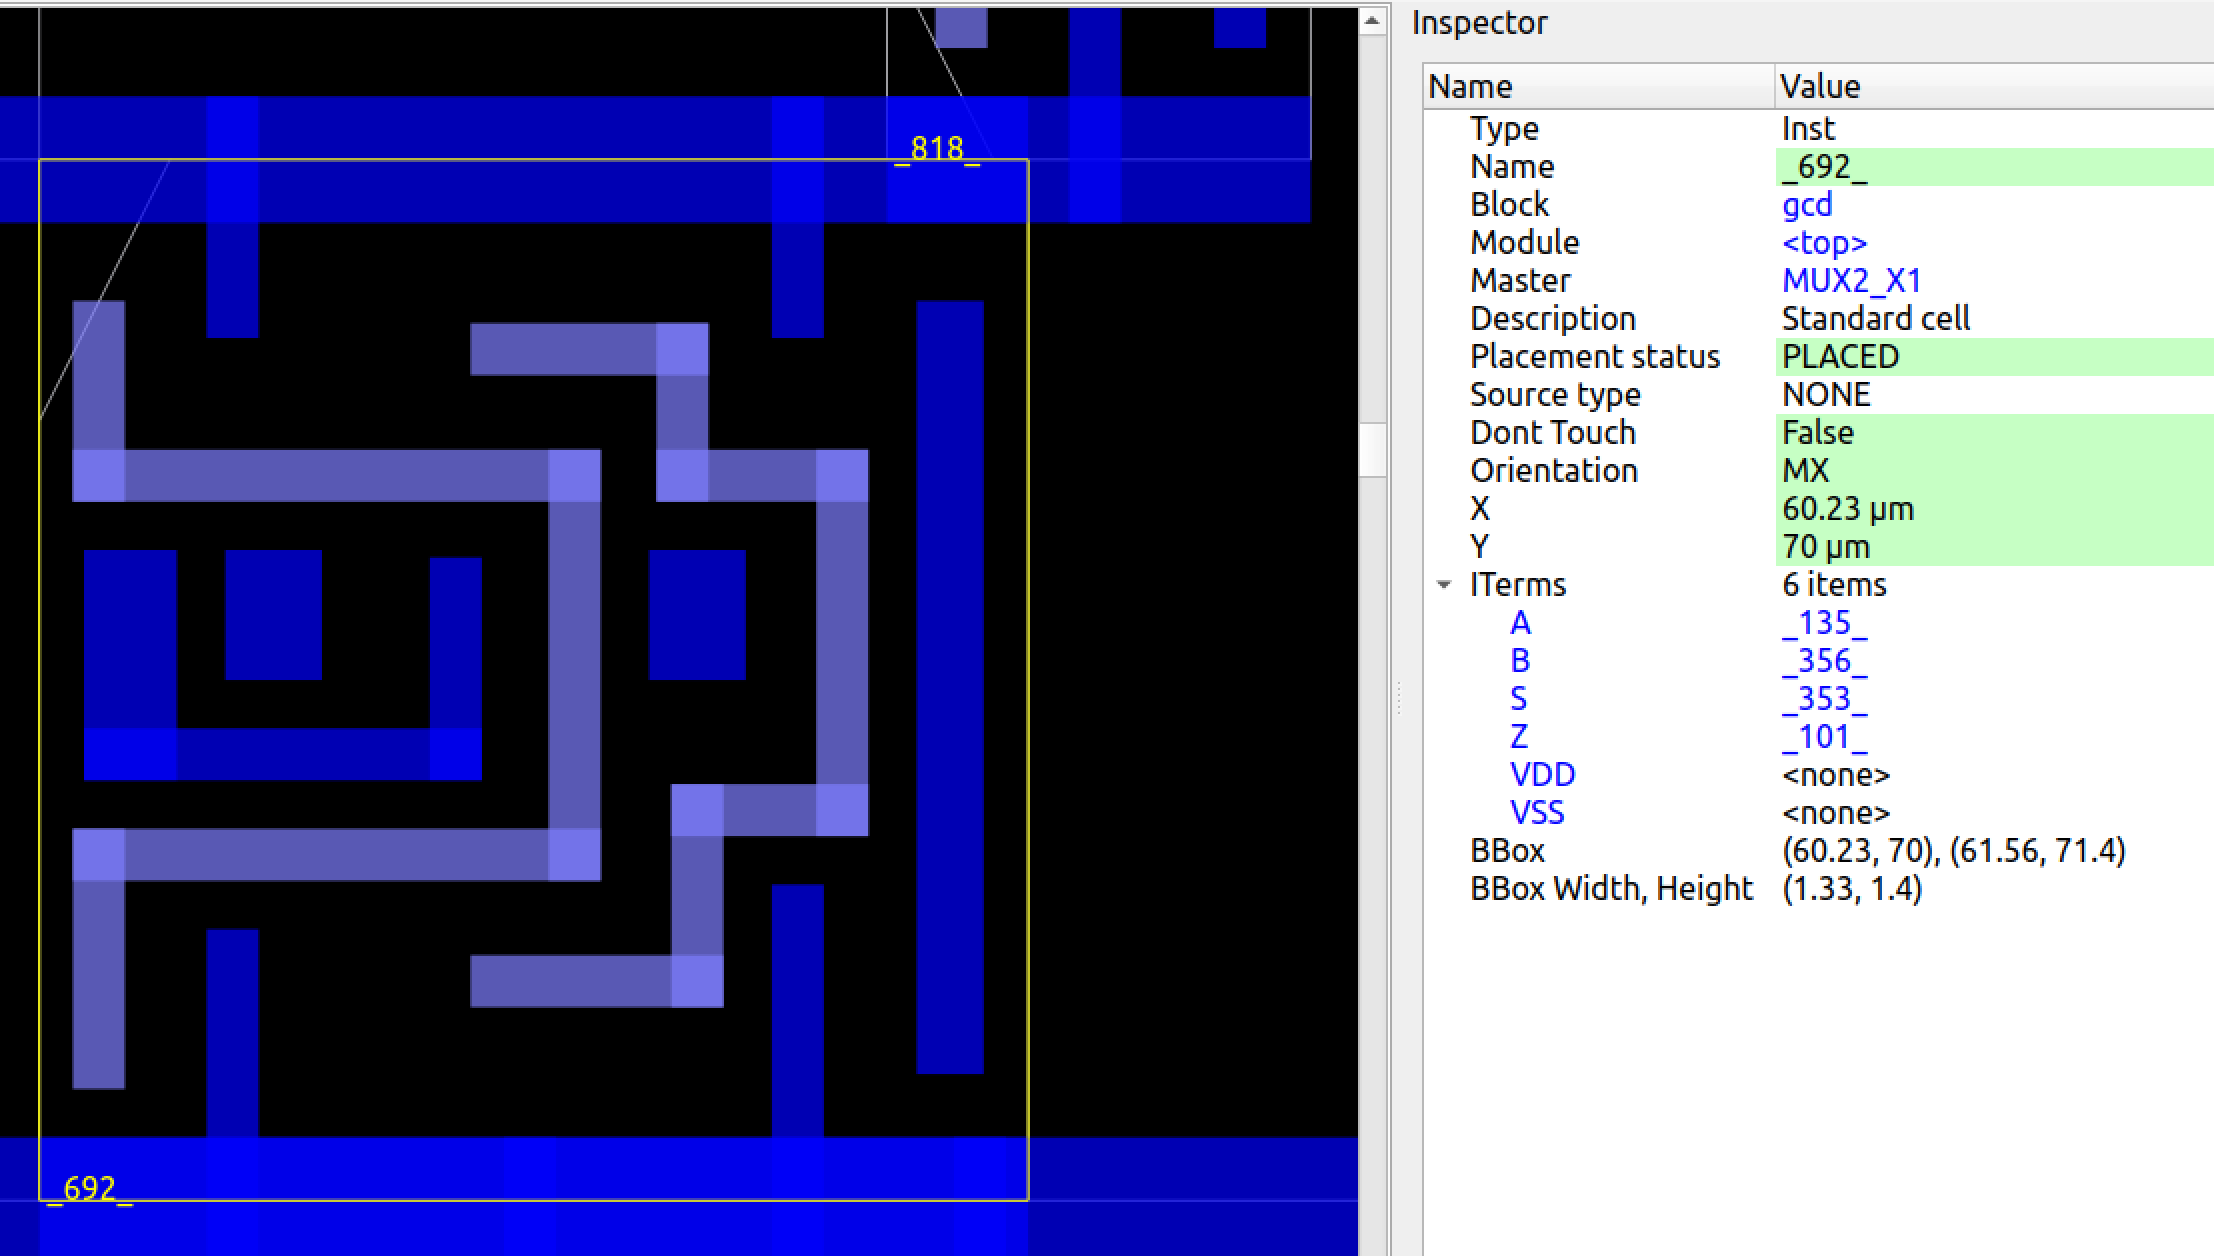 _818_
_692_
Inspector
Name Value
Type Inst
Name _692_
Block gcd
Module <top>
Master MUX2_X1
Description Standard cell
Placement status PLACED
Source type NONE
Dont Touch False
Orientation MX
X 60.23 μm
Y 70 μm
ITerms 6 items
A _135_
B _356_
S _353_
Z _101_
VDD <none>
VSS <none>
BBox (60.23, 70), (61.56, 71.4)
BBox Width, Height (1.33, 1.4)